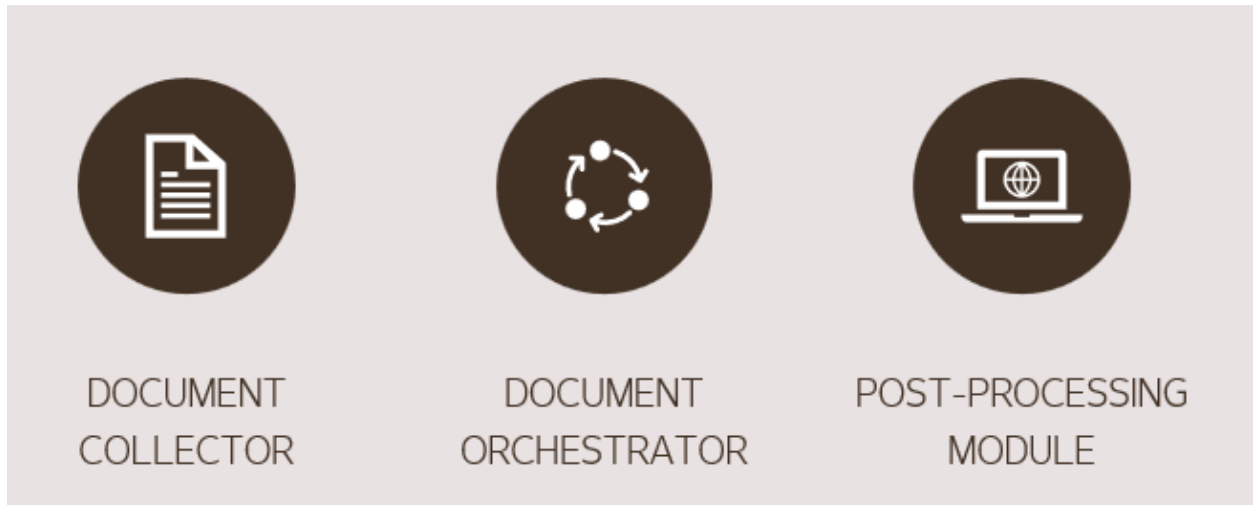 DOCUMENT
COLLECTOR
DOCUMENT
ORCHESTRATOR
POST-PROCESSING
MODULE